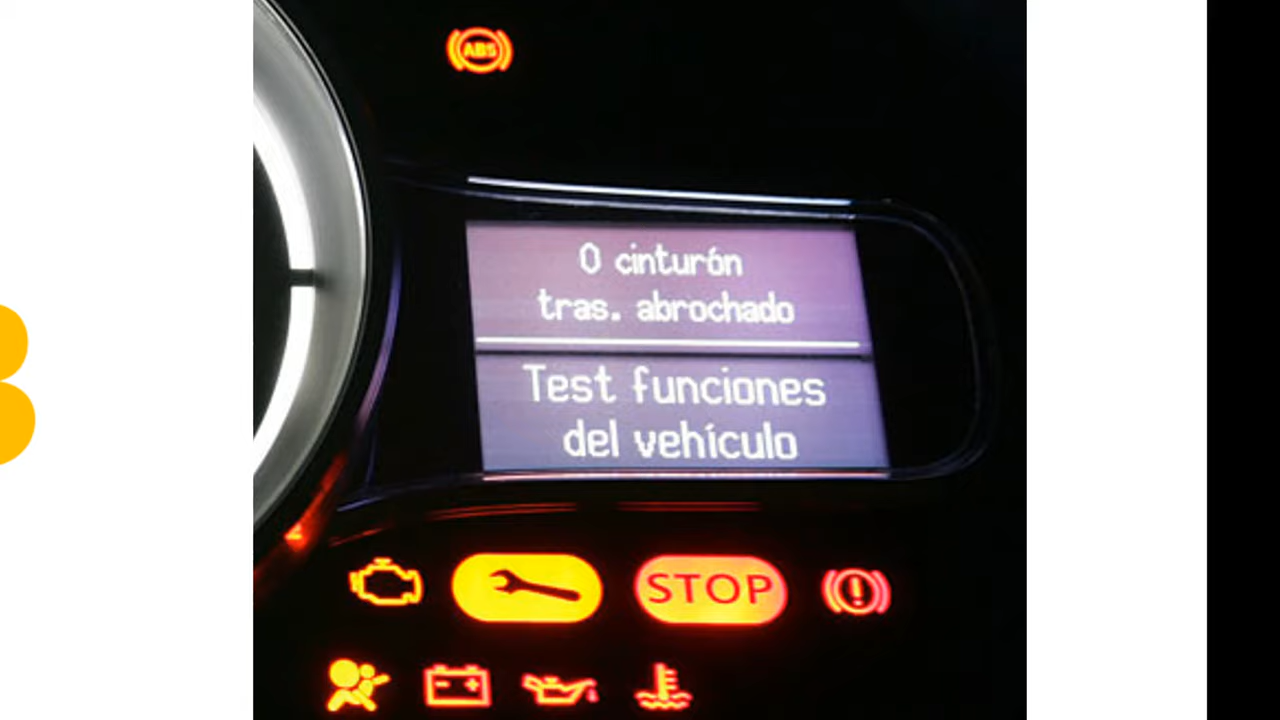 ABS
0 cinturón
tras. abrochado
Test funciones
del vehículo
STOP